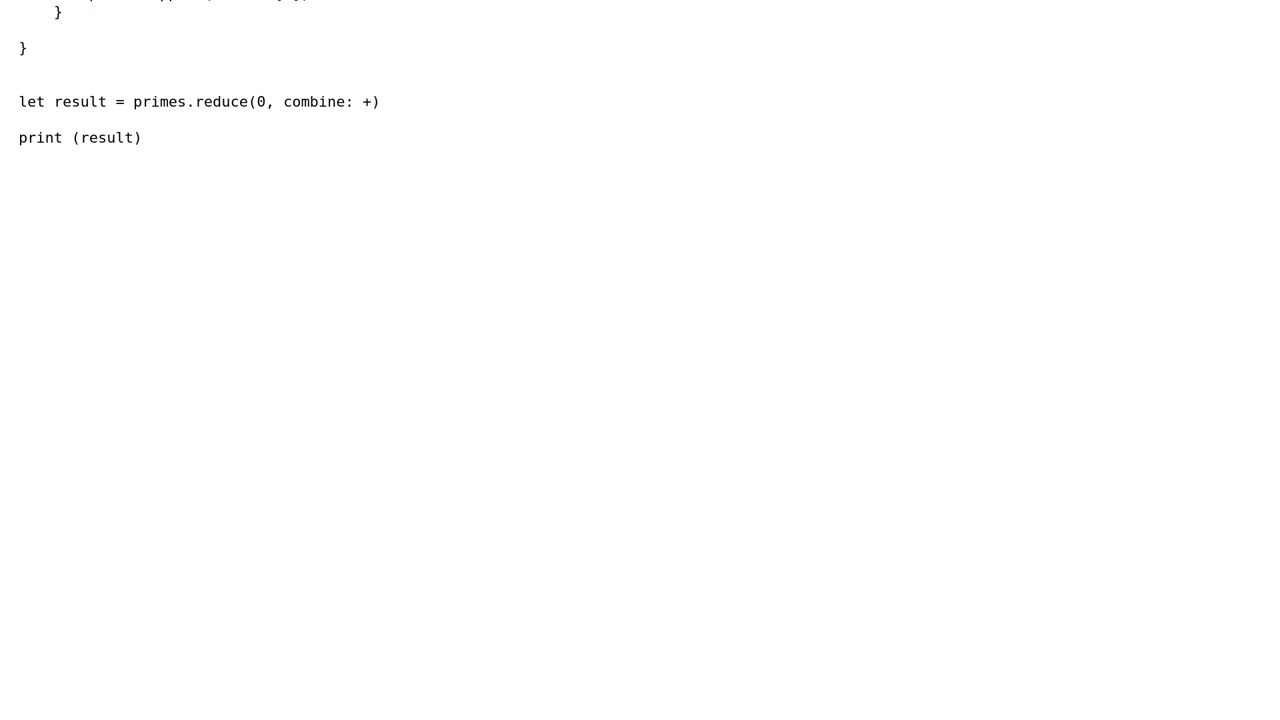 }
}
let result = primes.reduce(0, combine: +)
print (result)